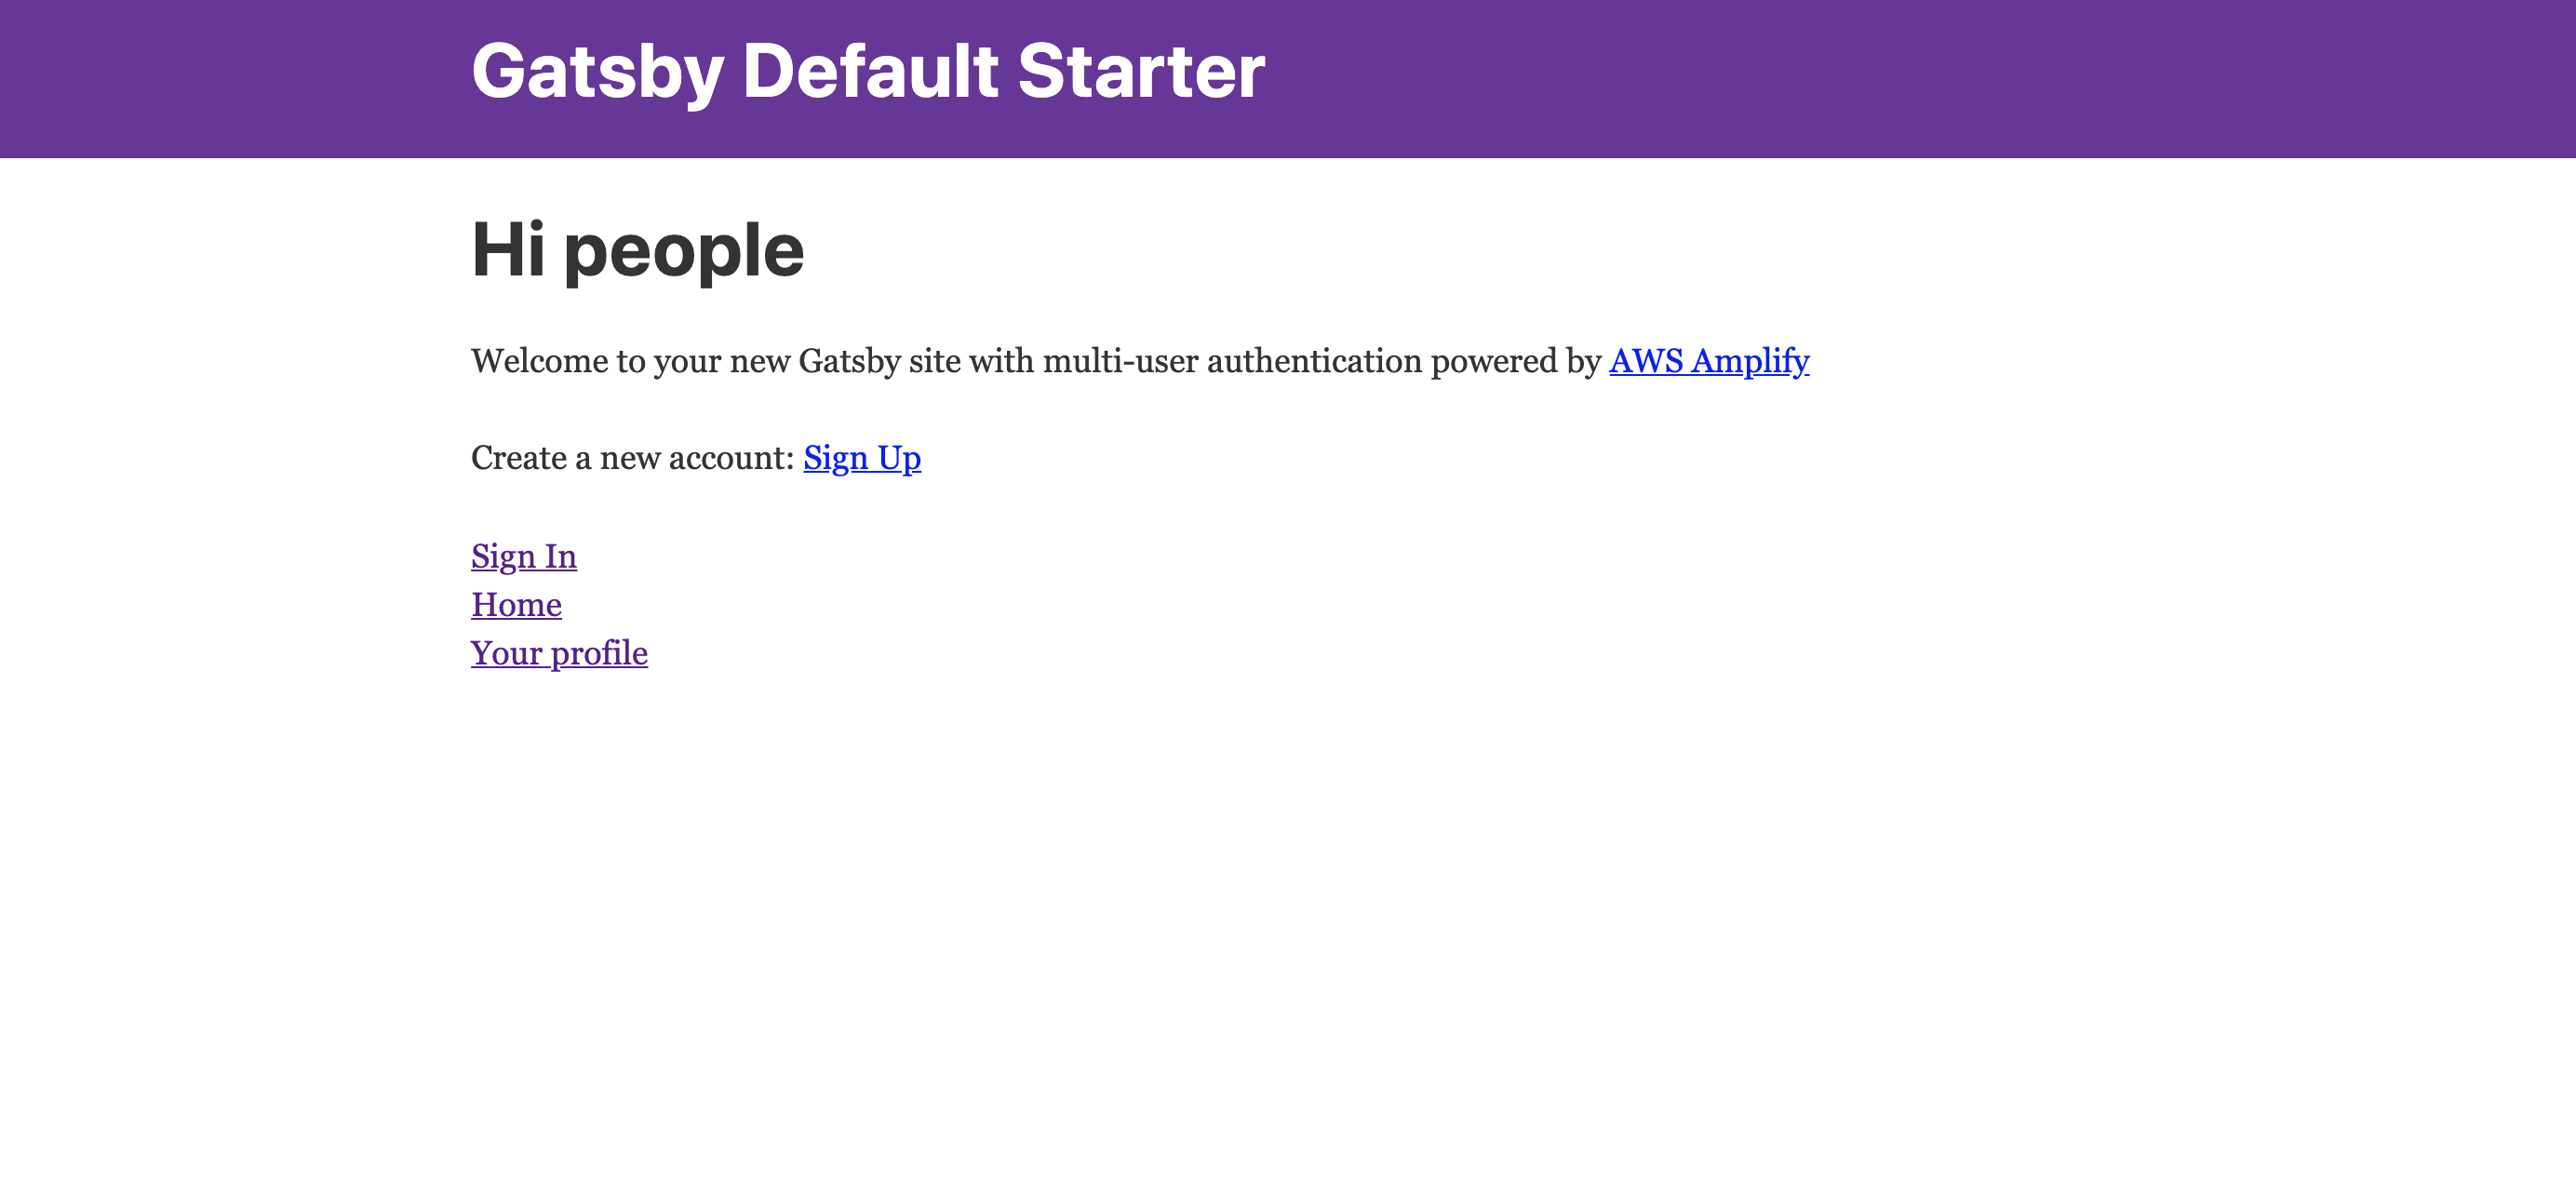 Gatsby Default Starter
Hi people
Welcome to your new Gatsby site with multi-user authentication powered by AWS Amplify
Create a new account: Sign Up
Sign In
Home
Your profile